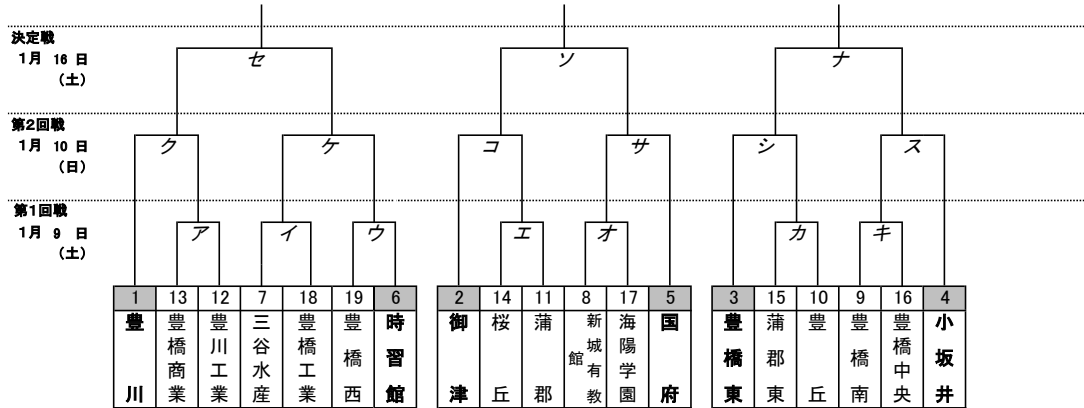 決定戦
1月 16 日
(土)
セ ソ ナ
第2回戦
1月 10 日
(日)
ク ケ コ サ シ ス
第1回戦
1月 9 日
(土)
ア イ ウ エ オ カ キ
1 13 12 7 18 19 6 2 14 11 8 17 5 3 15 10 9 16 4
豊川
豊橋商業
豊川工業
三谷水産
豊橋工業
豊橋西
時習館
御津
桜丘
蒲郡
新城有教館
海陽学園
国府
豊橋東
蒲郡東
豊丘
豊橋南
豊橋中央
小坂井